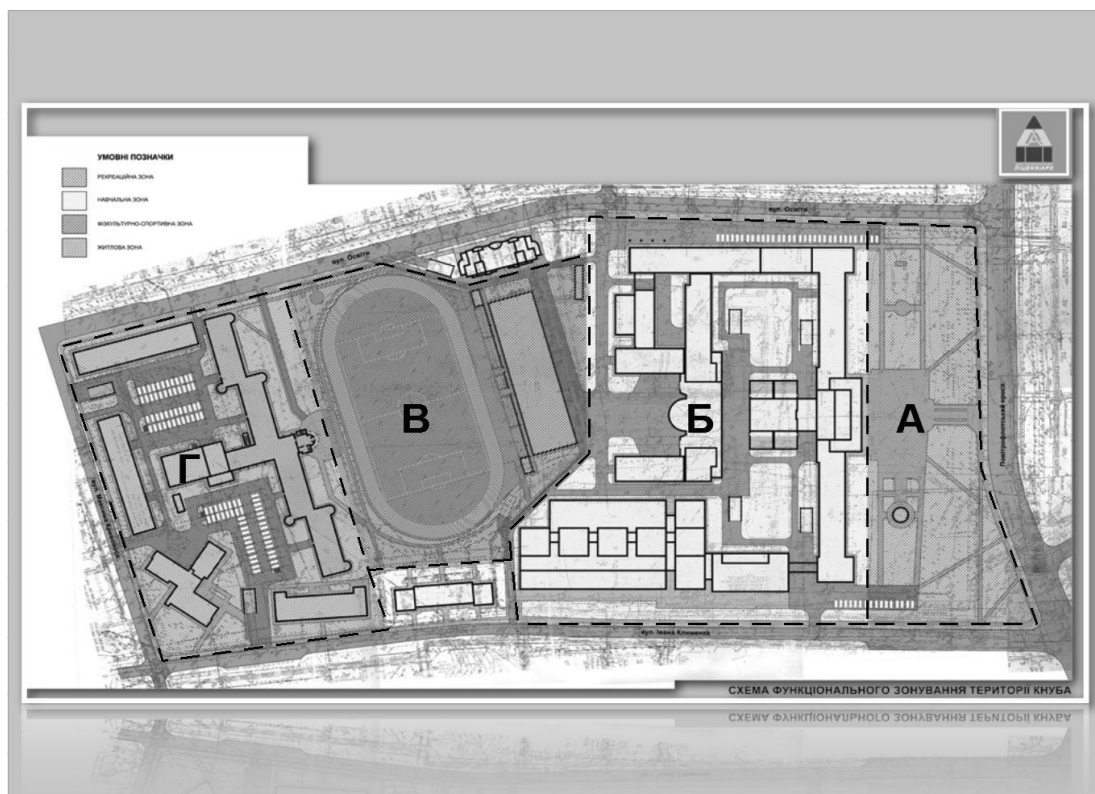 УМОВНІ ПОЗНАЧКИ
РЕКРЕАЦІЙНА ЗОНА
НАВЧАЛЬНА ЗОНА
ФІЗКУЛЬТУРНО-СПОРТИВНА ЗОНА
ЖИТЛОВА ЗОНА
ЛІЦЕНЗІАРХ
вул. Освіти
вул. Освіти
В
Б
А
Г
Повітрофлотський просп.
вул. Івана Клименка
СХЕМА ФУНКЦІОНАЛЬНОГО ЗОНУВАННЯ ТЕРИТОРІЇ КНУБА